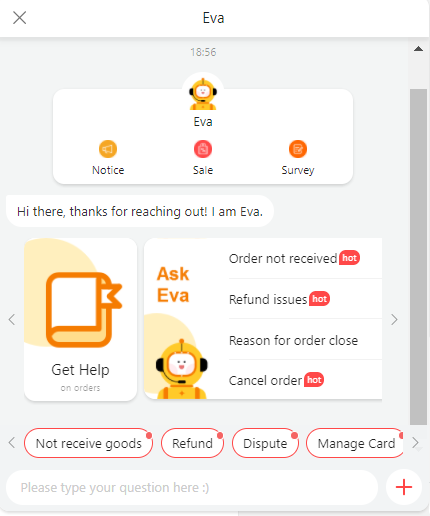 Eva
18:56
Eva
Notice
Sale
Survey
Hi there, thanks for reaching out! I am Eva.
Get Help
on orders
Ask
Eva
Order not received hot
Refund issues hot
Reason for order close
Cancel order hot
Not receive goods
Refund
Dispute
Manage Card
Please type your question here :)